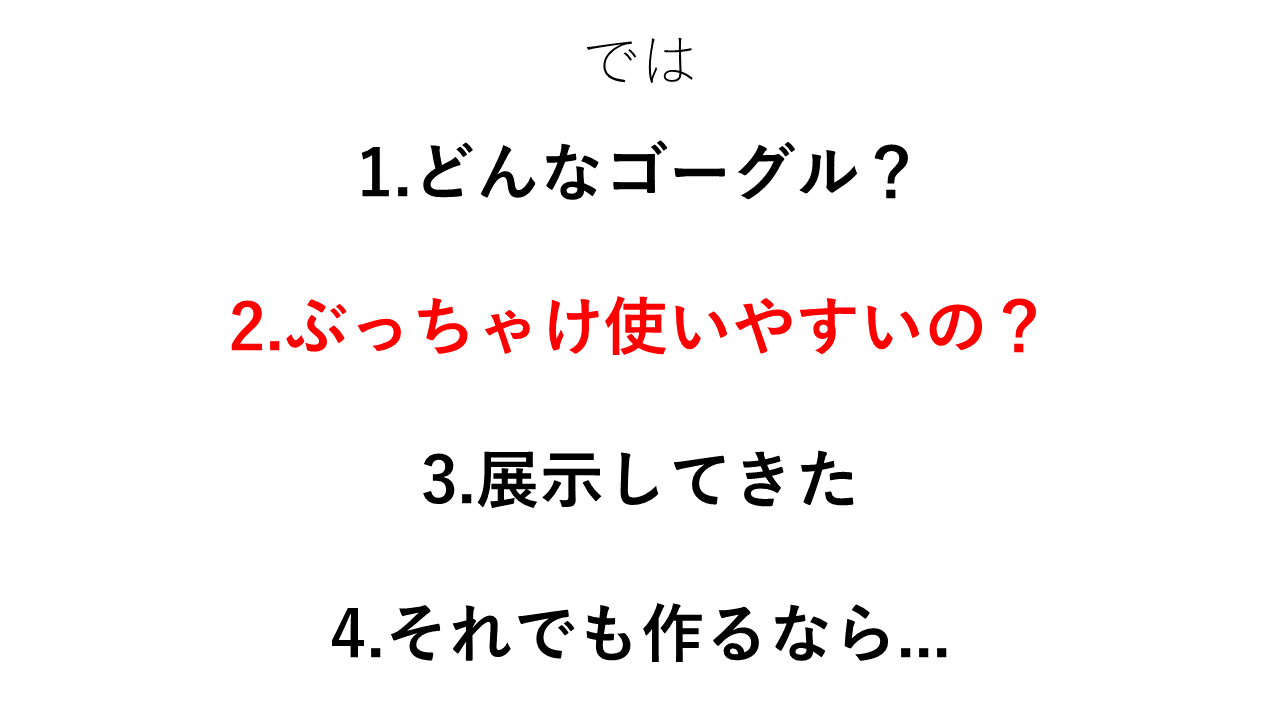 では
1.どんなゴーグル？
2.ぶっちゃけ使いやすいの？
3.展示してきた
4.それでも作るなら...